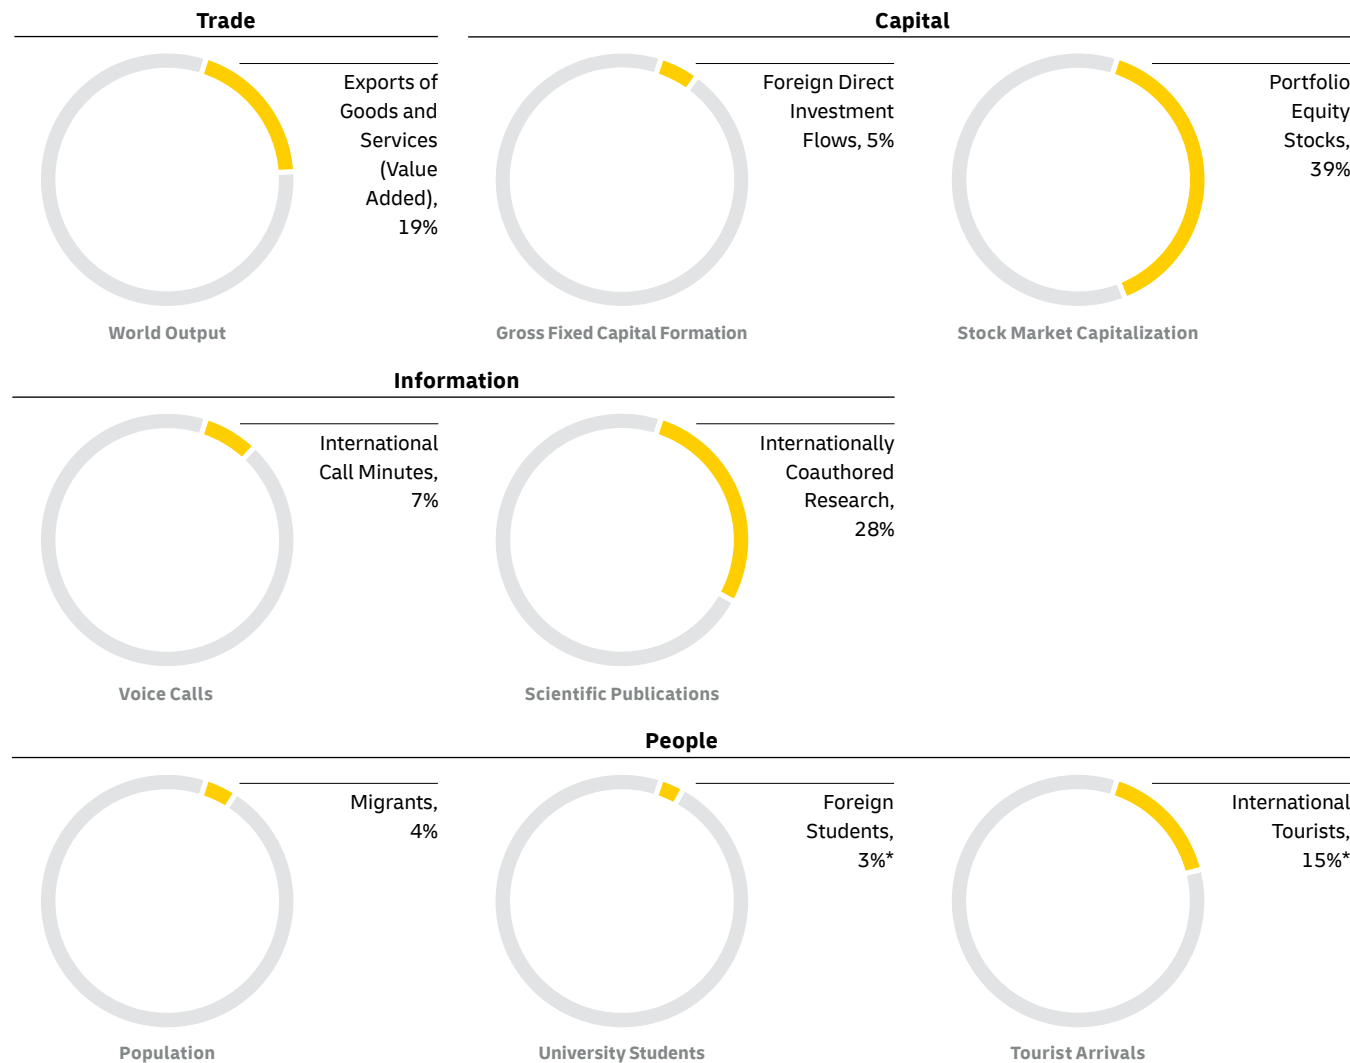 Trade
Capital
Exports of
Goods and
Services
(Value
Added),
19%
World Output
Foreign Direct
Investment
Flows, 5%
Gross Fixed Capital Formation
Portfolio
Equity
Stocks,
39%
Stock Market Capitalization
Information
International
Call Minutes,
7%
Voice Calls
Internationally
Coauthored
Research,
28%
Scientific Publications
People
Migrants,
4%
Population
Foreign
Students,
3%*
University Students
International
Tourists,
15%*
Tourist Arrivals